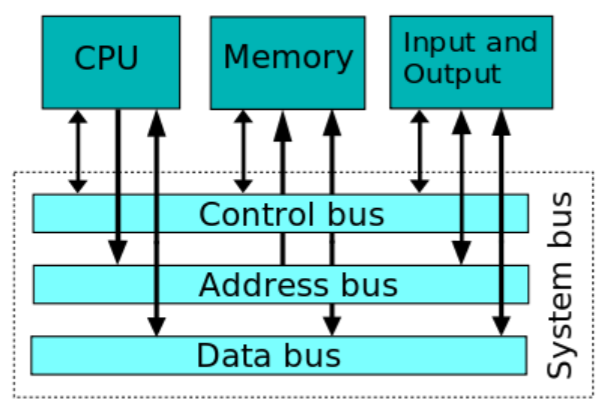 CPU
Memory
Input and
Output
Control bus
Address bus
Data bus
System bus